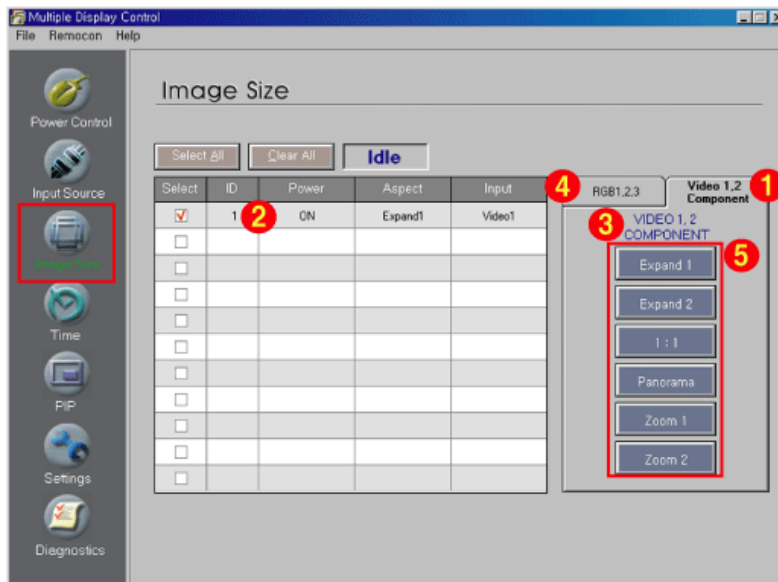 Multiple Display Control
File Remocon Help
Power Control
Input Source
Image Size
Time
PIP
Settings
Diagnostics
Image Size
Select All Clear All Idle
Select ID Power Aspect Input
1 2 ON Expand1 Video1
4 RGB1,2,3
Video 1,2
Component 1
3 VIDEO 1, 2
COMPONENT
5
Expand 1
Expand 2
1 : 1
Panorama
Zoom 1
Zoom 2